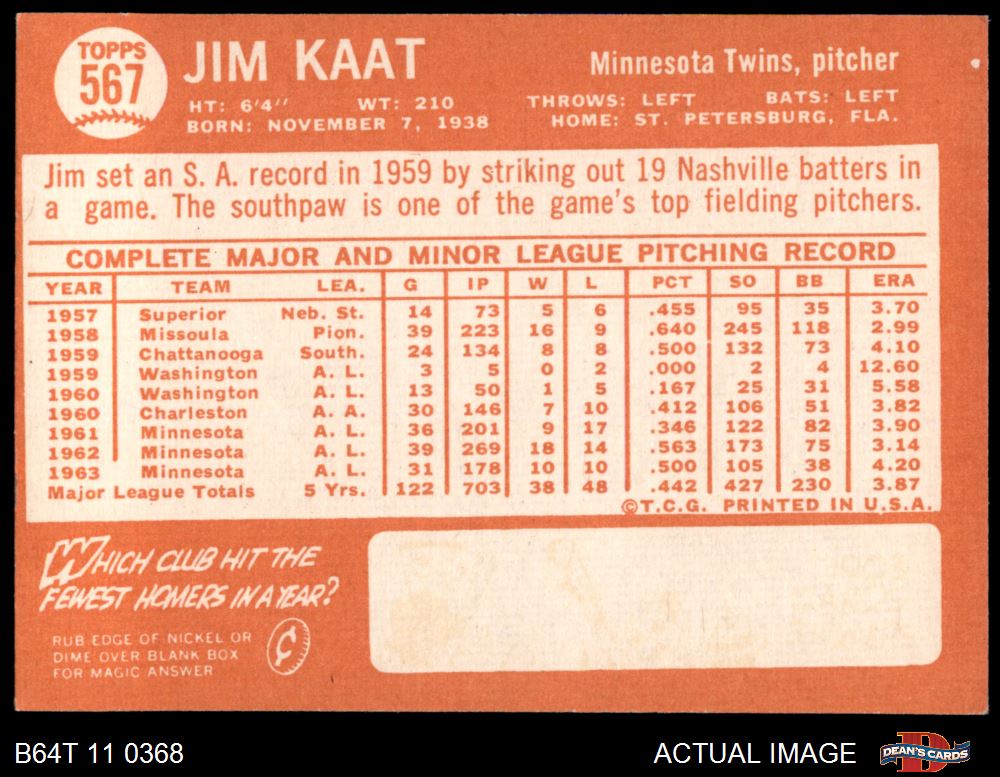 TOPPS
567
JIM KAAT
Minnesota Twins, pitcher
HT: 6'4'' WT: 210 THROWS: LEFT BATS: LEFT
BORN: NOVEMBER 7, 1938 HOME: ST. PETERSBURG, FLA.
Jim set an S. A. record in 1959 by striking out 19 Nashville batters in
a game. The southpaw is one of the game's top fielding pitchers.
COMPLETE MAJOR AND MINOR LEAGUE PITCHING RECORD
YEAR TEAM LEA. G IP W L PCT SO BB ERA
1957 Superior Neb. St. 14 73 5 6 .455 95 35 3.70
1958 Missoula Pion. 39 223 16 9 .640 245 118 2.99
1959 Chattanooga South. 24 134 8 8 .500 132 73 4.10
1959 Washington A. L. 3 5 0 2 .000 2 4 12.60
1960 Washington A. L. 13 50 1 5 .167 25 31 5.58
1960 Charleston A. A. 30 146 7 10 .412 106 51 3.82
1961 Minnesota A. L. 36 201 9 17 .346 122 82 3.90
1962 Minnesota A. L. 39 269 18 14 .563 173 75 3.14
1963 Minnesota A. L. 31 178 10 10 .500 105 38 4.20
Major League Totals 5 Yrs. 122 703 38 48 .442 427 230 3.87
©T.C.G. PRINTED IN U.S.A.
WHICH CLUB HIT THE
FEWEST HOMERS IN A YEAR?
RUB EDGE OF NICKEL OR
DIME OVER BLANK BOX
FOR MAGIC ANSWER
¢
B64T 11 0368 ACTUAL IMAGE DEAN'S CARDS